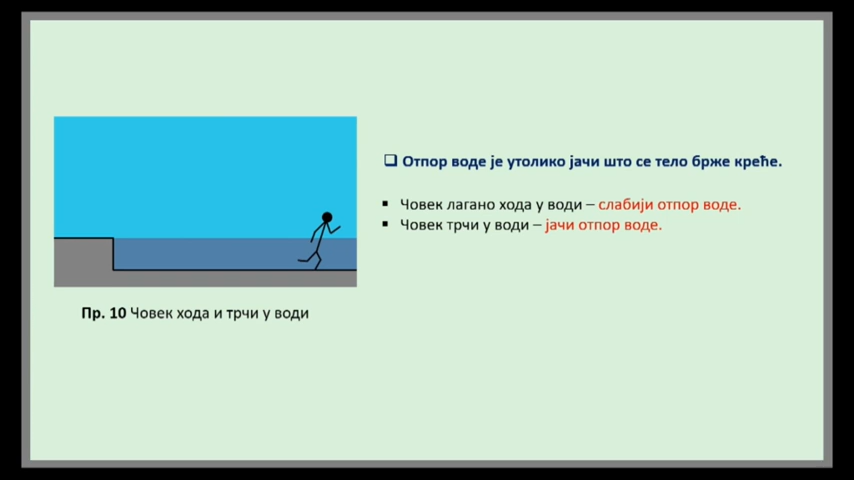 ❑ Отпор воде је утолико јачи што се тело брже креће.
▪ Човек лагано хода у води – слабији отпор воде.
▪ Човек трчи у води – јачи отпор воде.
Пр. 10 Човек хода и трчи у води